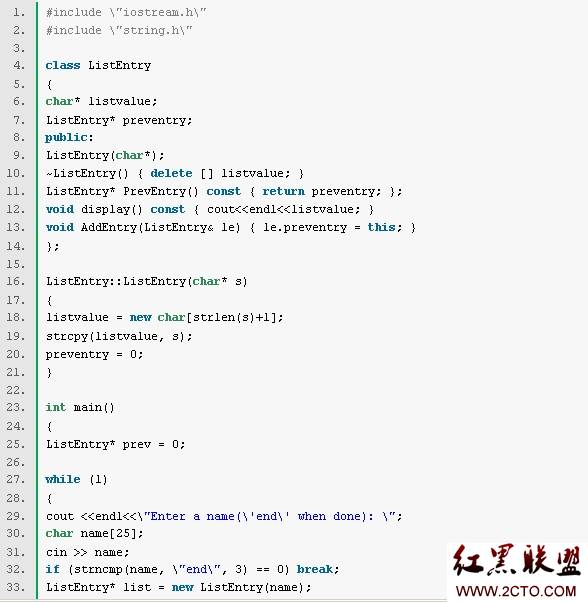 1. #include \"iostream.h\"
2. #include \"string.h\"
3.
4. class ListEntry
5. {
6. char* listvalue;
7. ListEntry* preventry;
8. public:
9. ListEntry(char*);
10. ~ListEntry() { delete [] listvalue; }
11. ListEntry* PrevEntry() const { return preventry; };
12. void display() const { cout<<endl<<listvalue; }
13. void AddEntry(ListEntry& le) { le.preventry = this; }
14. };
15.
16. ListEntry::ListEntry(char* s)
17. {
18. listvalue = new char[strlen(s)+1];
19. strcpy(listvalue, s);
20. preventry = 0;
21. }
22.
23. int main()
24. {
25. ListEntry* prev = 0;
26.
27. while (1)
28. {
29. cout <<endl<<\"Enter a name(\'end\' when done): \";
30. char name[25];
31. cin >> name;
32. if (strncmp(name, \"end\", 3) == 0) break;
33. ListEntry* list = new ListEntry(name);
红黑联盟
WWW.2CTO.COM